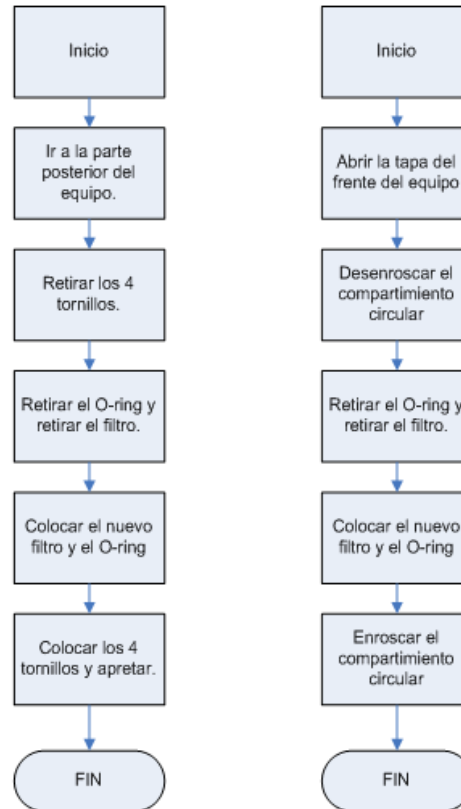 Inicio
Ir a la parte
posterior del
equipo.
Retirar los 4
tornillos.
Retirar el O-ring y
retirar el filtro.
Colocar el nuevo
filtro y el O-ring
Colocar los 4
tornillos y apretar.
FIN
Inicio
Abrir la tapa del
frente del equipo
Desenroscar el
compartimiento
circular
Retirar el O-ring y
retirar el filtro.
Colocar el nuevo
filtro y el O-ring
Enroscar el
compartimiento
circular
FIN